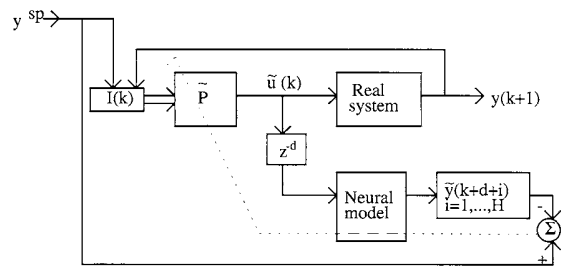 y sp
I(k)
P̃
ũ (k)
Real
system
y(k+1)
z-d
Neural
model
ỹ(k+d+i)
i=1,...,H
-
Σ
+